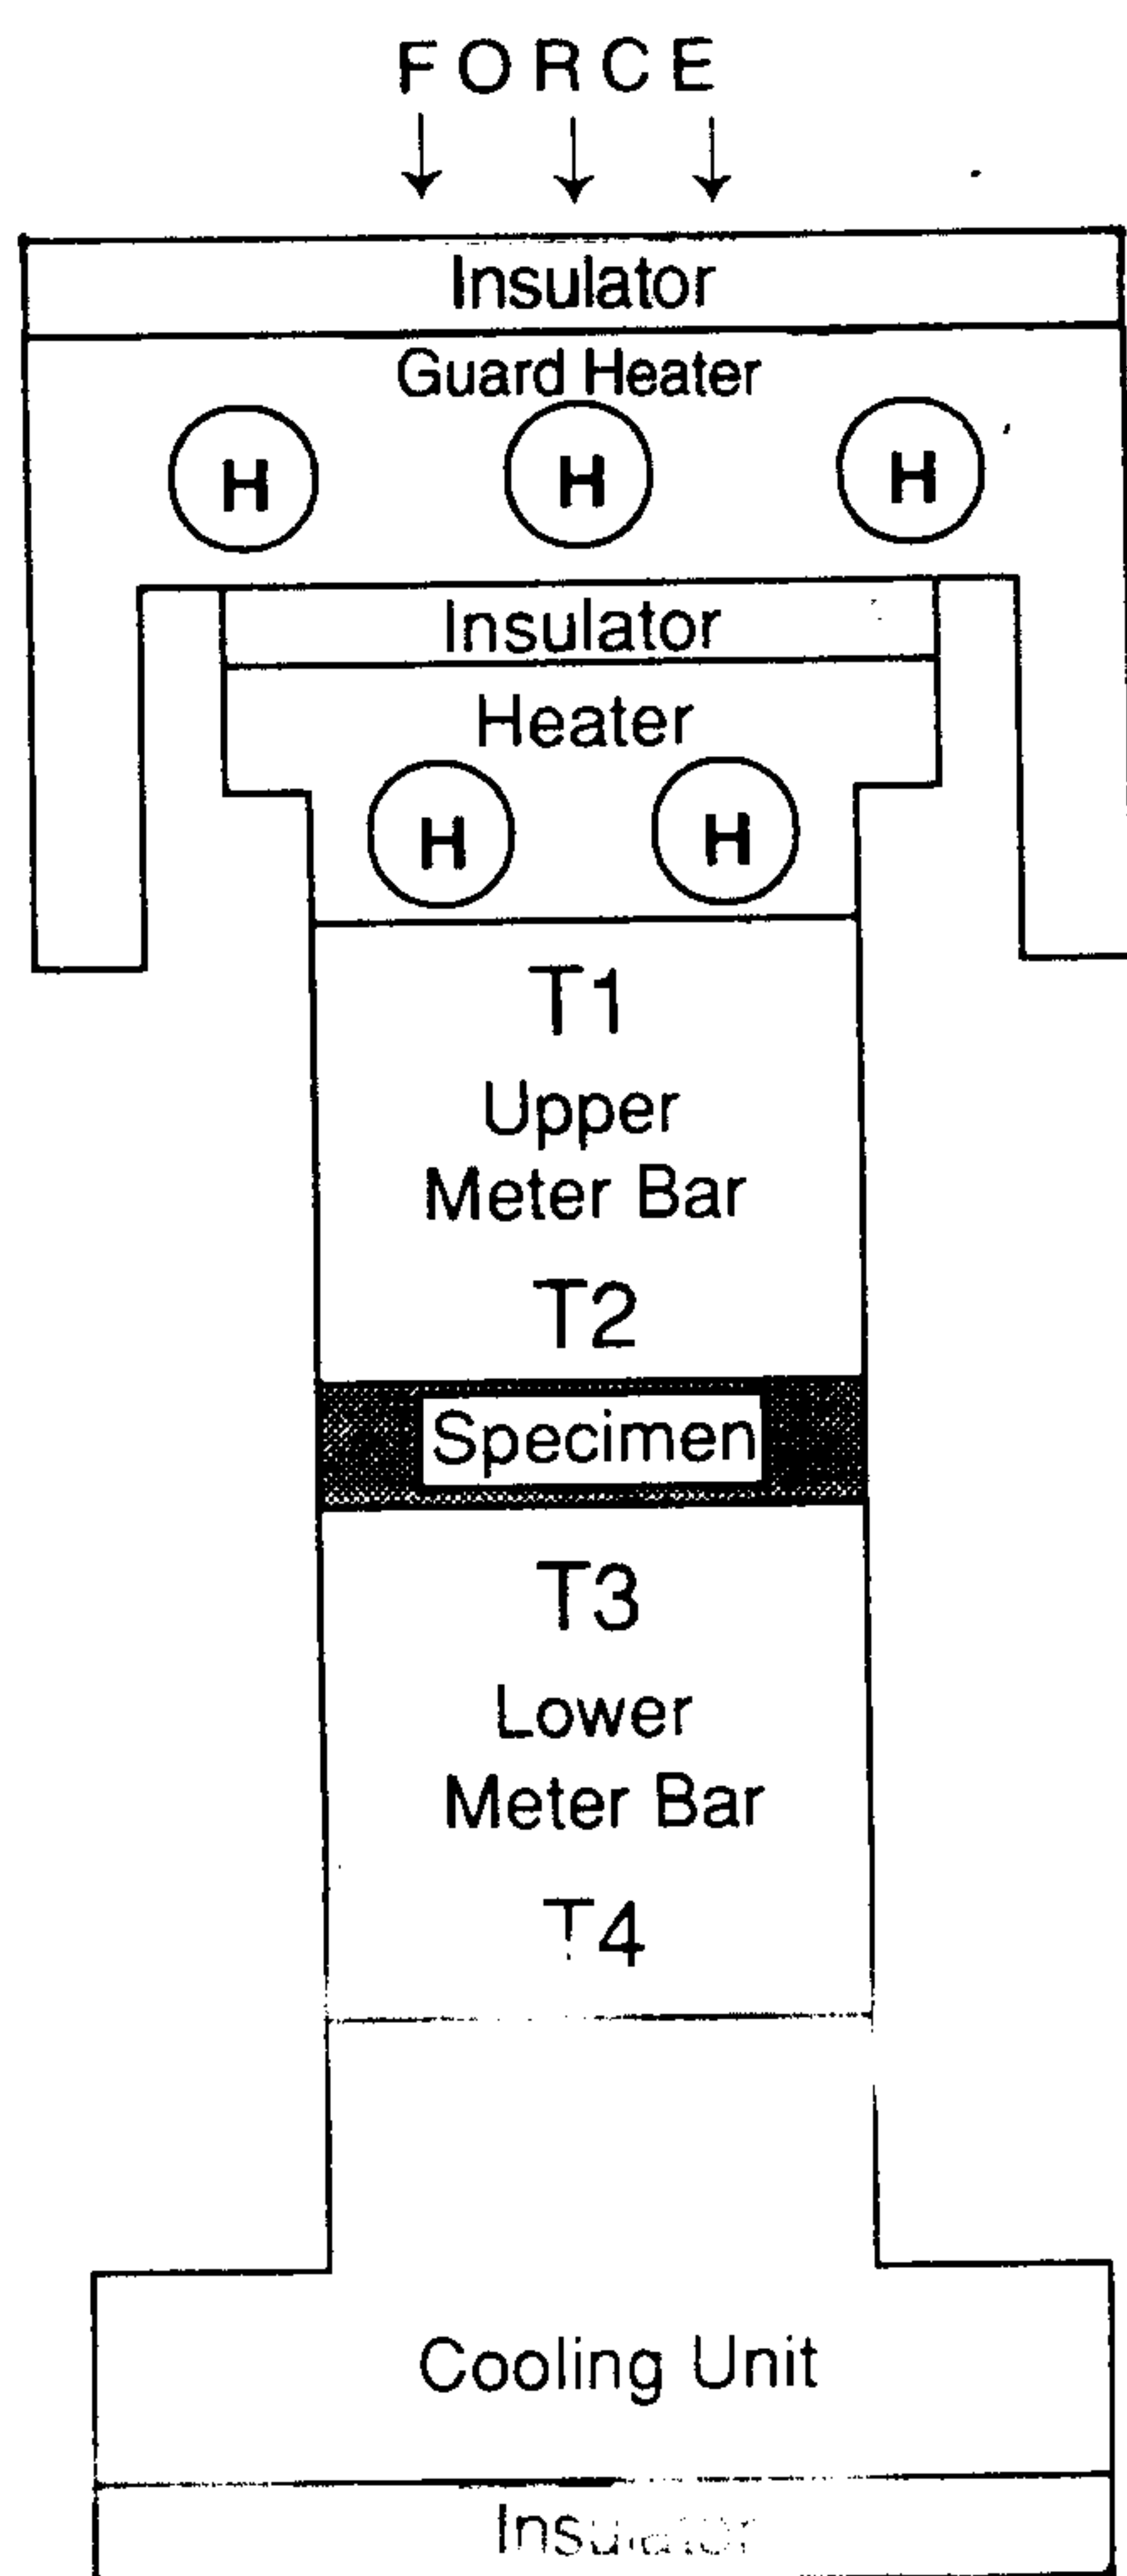 FORCE
Insulator
Guard Heater
H H H
Insulator
Heater
H H
T1
Upper
Meter Bar
T2
Specimen
T3
Lower
Meter Bar
T4
Cooling Unit
Insulator